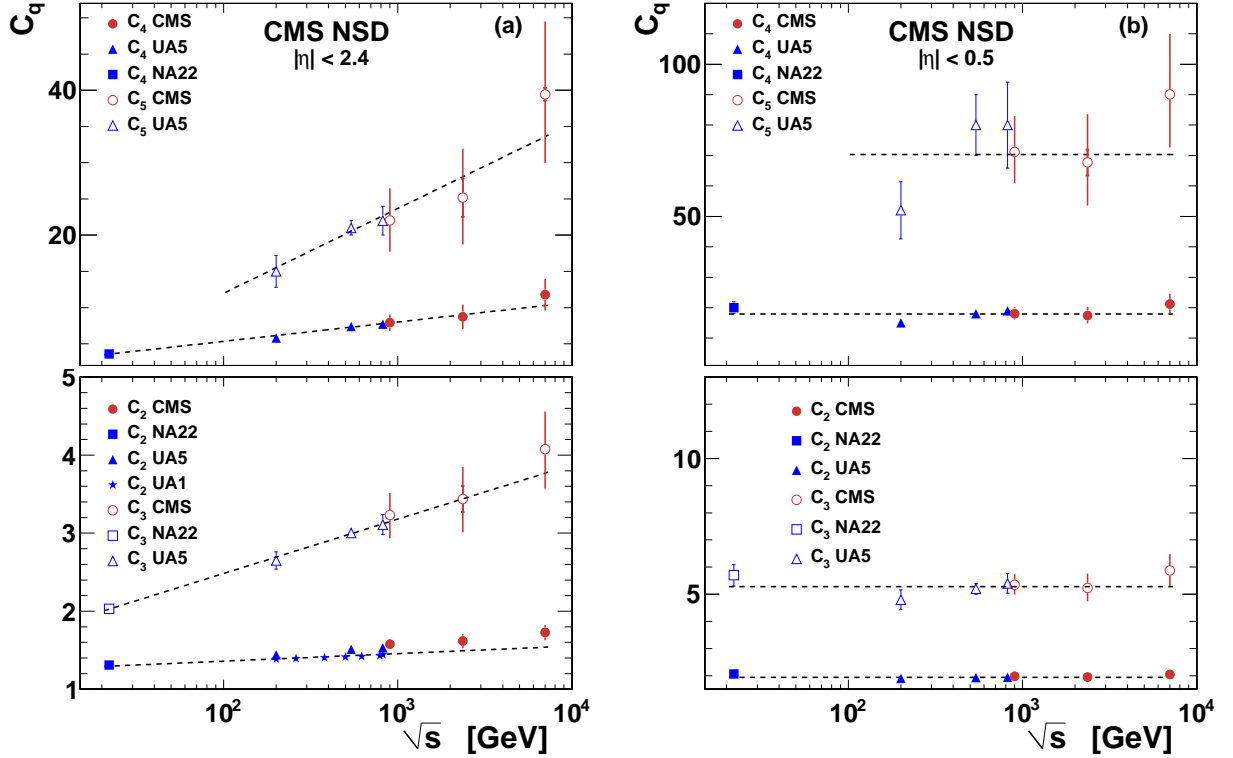 C_q
CMS NSD
|η| < 2.4
(a)
C_4 CMS
C_4 UA5
C_4 NA22
C_5 CMS
C_5 UA5
40
20
5
4
3
2
1
C_2 CMS
C_2 NA22
C_2 UA5
C_2 UA1
C_3 CMS
C_3 NA22
C_3 UA5
10^2
10^3
10^4
√s [GeV]
C_q
CMS NSD
|η| < 0.5
(b)
C_4 CMS
C_4 UA5
C_4 NA22
C_5 CMS
C_5 UA5
100
50
10
5
C_2 CMS
C_2 NA22
C_2 UA5
C_3 CMS
C_3 NA22
C_3 UA5
10^2
10^3
10^4
√s [GeV]